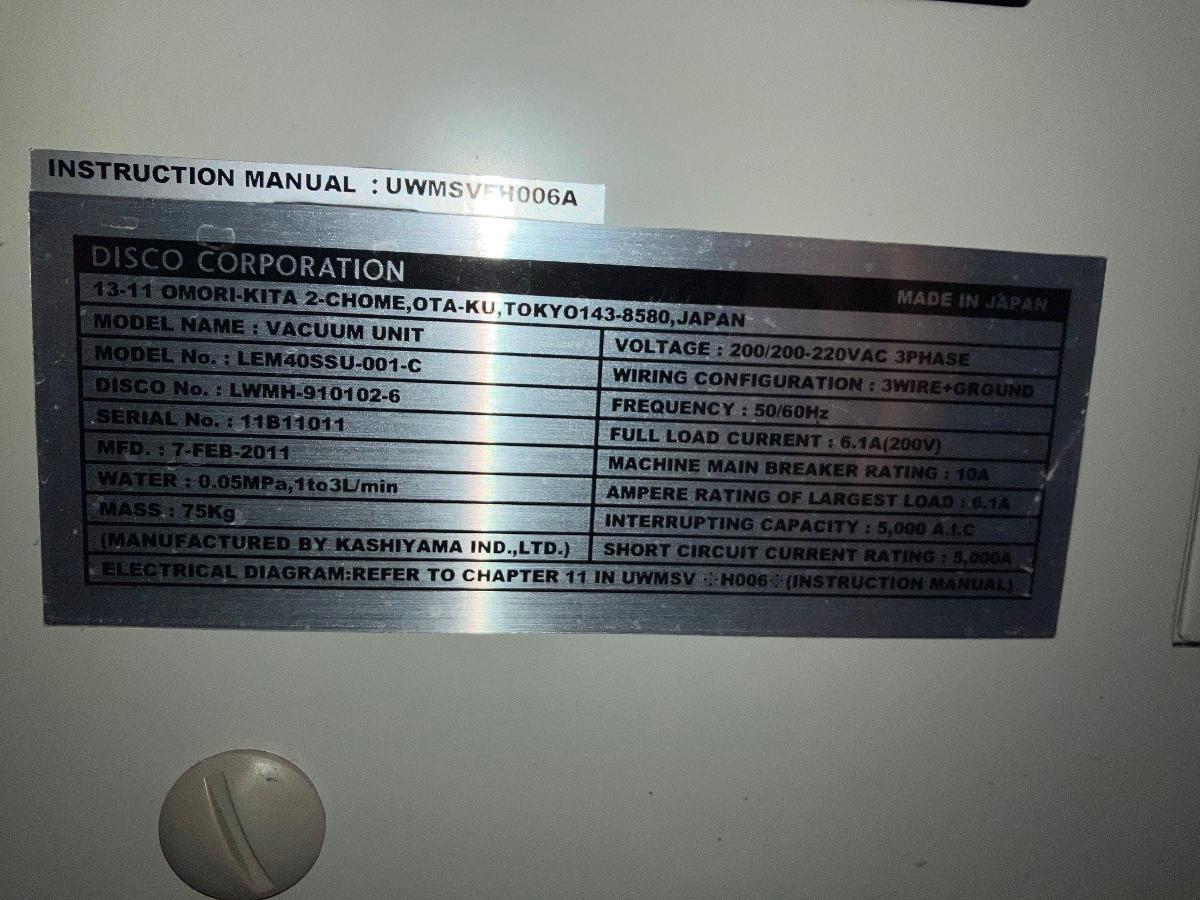 INSTRUCTION MANUAL : UWMSVEH006A
DISCO CORPORATION
MADE IN JAPAN
13-11 OMORI-KITA 2-CHOME,OTA-KU,TOKYO143-8580,JAPAN
MODEL NAME : VACUUM UNIT
MODEL No. : LEM40SSU-001-C
DISCO No. : LWMH-910102-6
SERIAL No. : 11B11011
MFD. : 7-FEB-2011
WATER : 0.05MPa,1to3L/min
MASS : 75Kg
(MANUFACTURED BY KASHIYAMA IND.,LTD.)
VOLTAGE : 200/200-220VAC 3PHASE
WIRING CONFIGURATION : 3WIRE+GROUND
FREQUENCY : 50/60Hz
FULL LOAD CURRENT : 6.1A(200V)
MACHINE MAIN BREAKER RATING : 10A
AMPERE RATING OF LARGEST LOAD : 6.1A
INTERRUPTING CAPACITY : 5,000 A.I.C
SHORT CIRCUIT CURRENT RATING : 5,000A
ELECTRICAL DIAGRAM:REFER TO CHAPTER 11 IN UWMSV ※H006※(INSTRUCTION MANUAL)